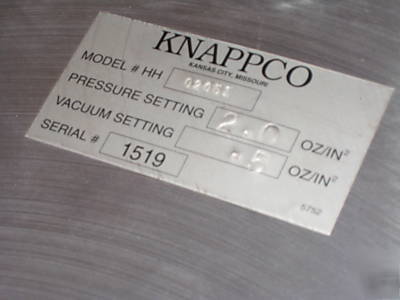 KNAPPCO
KANSAS CITY, MISSOURI
MODEL # HH
PRESSURE SETTING 2.0 OZ/IN²
VACUUM SETTING .5 OZ/IN²
SERIAL # 1519
5752